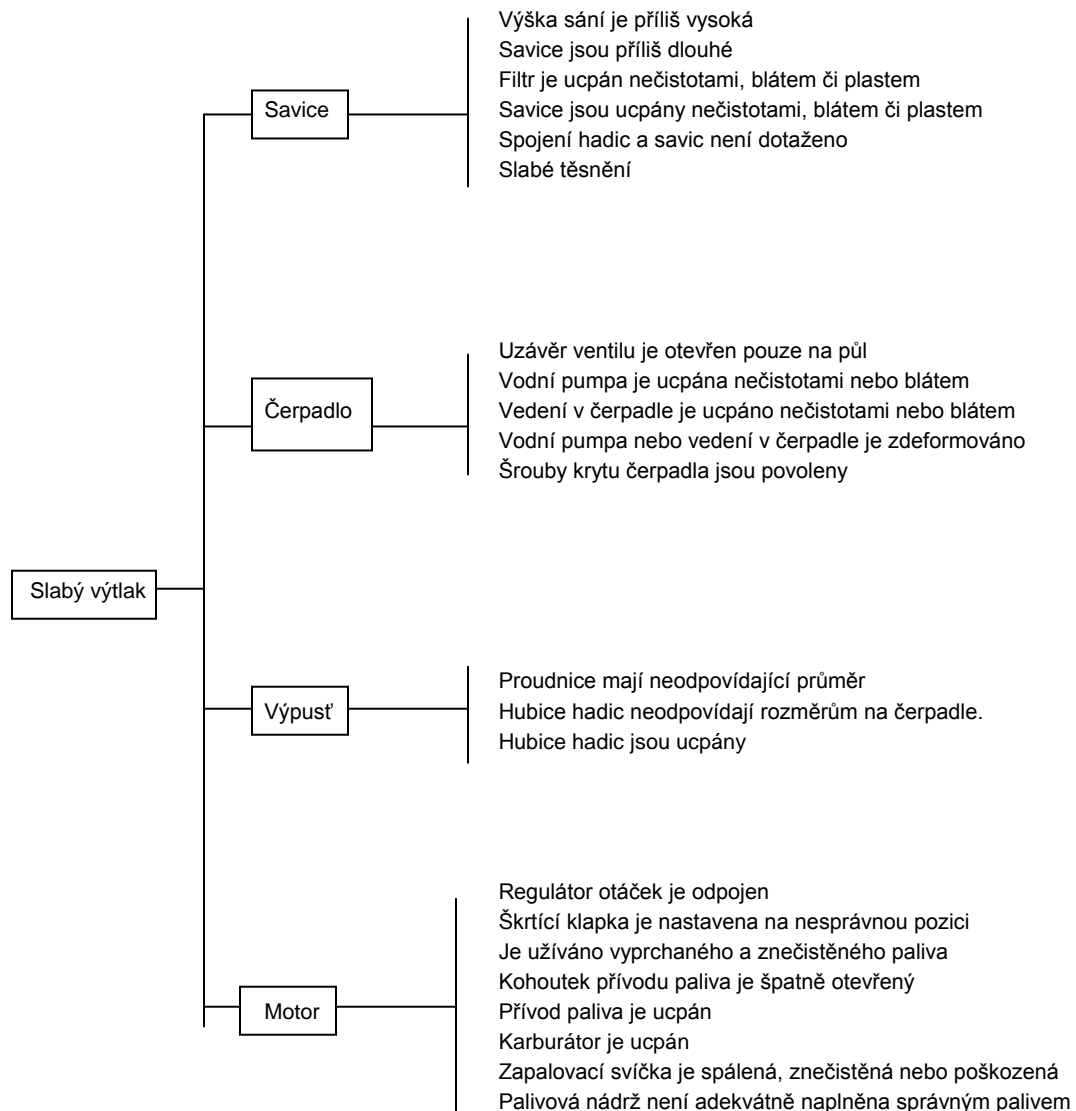 Výška sání je příliš vysoká
Savice jsou příliš dlouhé
Filtr je ucpán nečistotami, blátem či plastem
Savice
Savice jsou ucpány nečistotami, blátem či plastem
Spojení hadic a savic není dotaženo
Slabé těsnění
Uzávěr ventilu je otevřen pouze na půl
Vodní pumpa je ucpána nečistotami nebo blátem
Čerpadlo
Vedení v čerpadle je ucpáno nečistotami nebo blátem
Vodní pumpa nebo vedení v čerpadle je zdeformováno
Šrouby krytu čerpadla jsou povoleny
Slabý výtlak
Proudnice mají neodpovídající průměr
Výpusť
Hubice hadic neodpovídají rozměrům na čerpadle.
Hubice hadic jsou ucpány
Regulátor otáček je odpojen
Škrtící klapka je nastavena na nesprávnou pozici
Je užíváno vyprchaného a znečistěného paliva
Kohoutek přívodu paliva je špatně otevřený
Motor
Přívod paliva je ucpán
Karburátor je ucpán
Zapalovací svíčka je spálená, znečistěná nebo poškozená
Palivová nádrž není adekvátně naplněna správným palivem